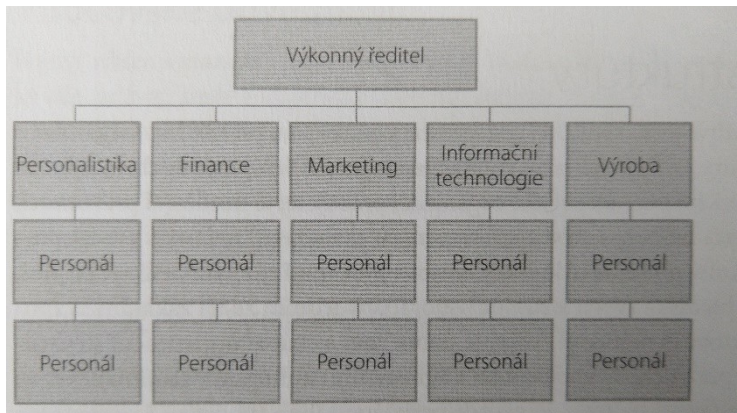 Výkonný ředitel
Personalistika
Finance
Marketing
Informační
technologie
Výroba
Personál
Personál
Personál
Personál
Personál
Personál
Personál
Personál
Personál
Personál